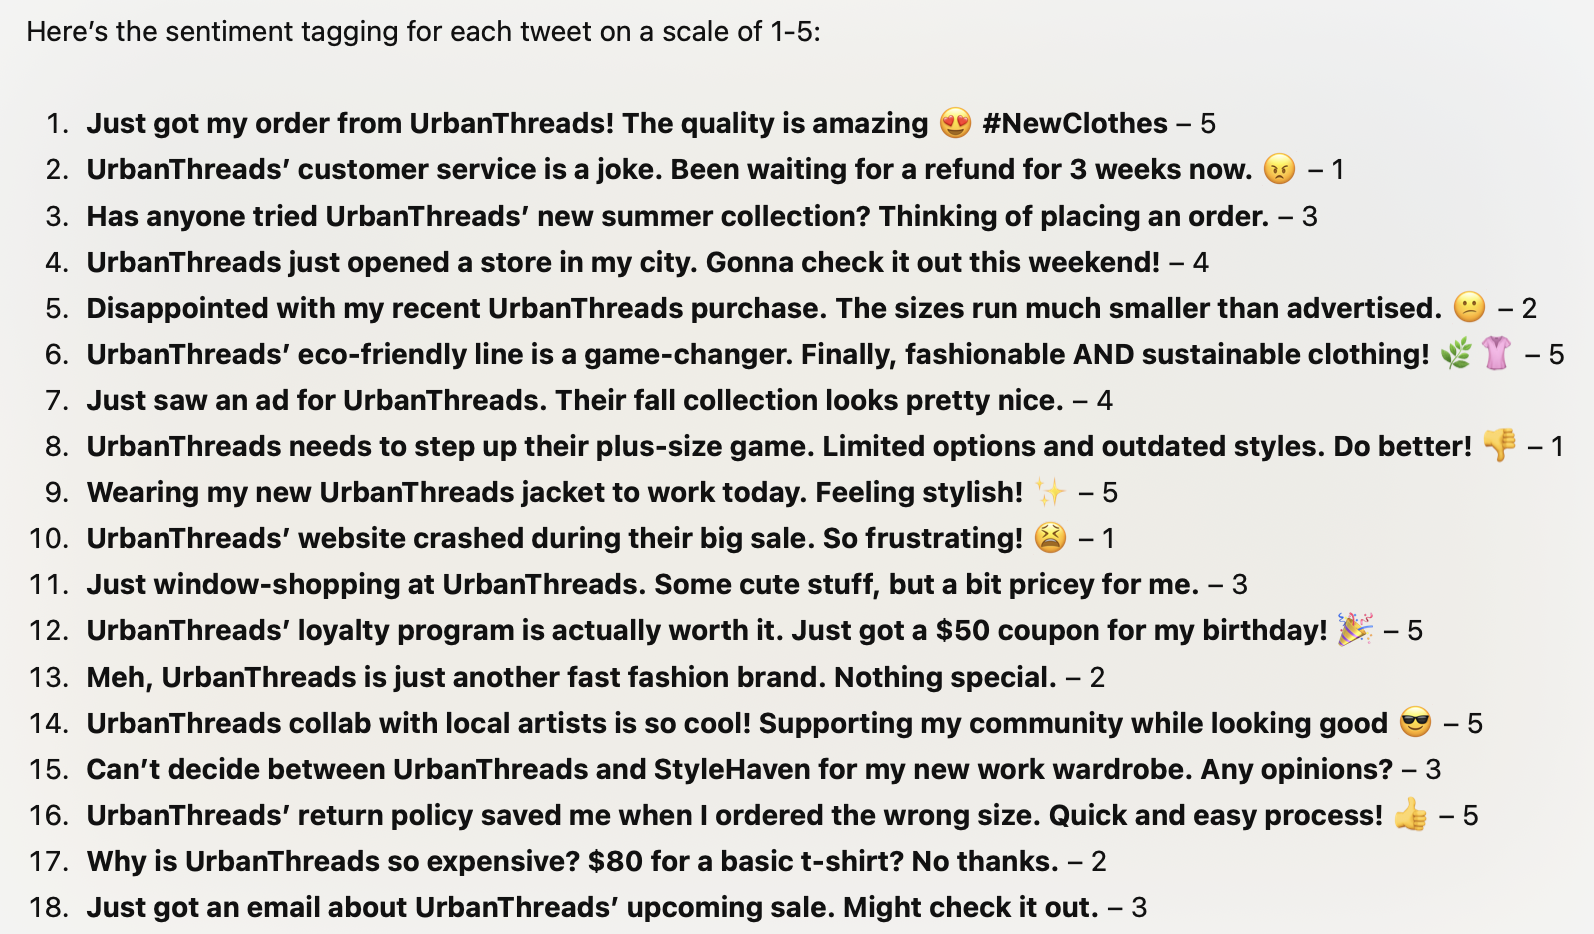 Here’s the sentiment tagging for each tweet on a scale of 1-5:
1. Just got my order from UrbanThreads! The quality is amazing 😍 #NewClothes – 5
2. UrbanThreads’ customer service is a joke. Been waiting for a refund for 3 weeks now. 😠 – 1
3. Has anyone tried UrbanThreads’ new summer collection? Thinking of placing an order. – 3
4. UrbanThreads just opened a store in my city. Gonna check it out this weekend! – 4
5. Disappointed with my recent UrbanThreads purchase. The sizes run much smaller than advertised. 😕 – 2
6. UrbanThreads’ eco-friendly line is a game-changer. Finally, fashionable AND sustainable clothing! 🌿👚 – 5
7. Just saw an ad for UrbanThreads. Their fall collection looks pretty nice. – 4
8. UrbanThreads needs to step up their plus-size game. Limited options and outdated styles. Do better! 👎 – 1
9. Wearing my new UrbanThreads jacket to work today. Feeling stylish! ✨ – 5
10. UrbanThreads’ website crashed during their big sale. So frustrating! 😫 – 1
11. Just window-shopping at UrbanThreads. Some cute stuff, but a bit pricey for me. – 3
12. UrbanThreads’ loyalty program is actually worth it. Just got a $50 coupon for my birthday! 🎉 – 5
13. Meh, UrbanThreads is just another fast fashion brand. Nothing special. – 2
14. UrbanThreads collab with local artists is so cool! Supporting my community while looking good 😎 – 5
15. Can’t decide between UrbanThreads and StyleHaven for my new work wardrobe. Any opinions? – 3
16. UrbanThreads’ return policy saved me when I ordered the wrong size. Quick and easy process! 👍 – 5
17. Why is UrbanThreads so expensive? $80 for a basic t-shirt? No thanks. – 2
18. Just got an email about UrbanThreads’ upcoming sale. Might check it out. – 3